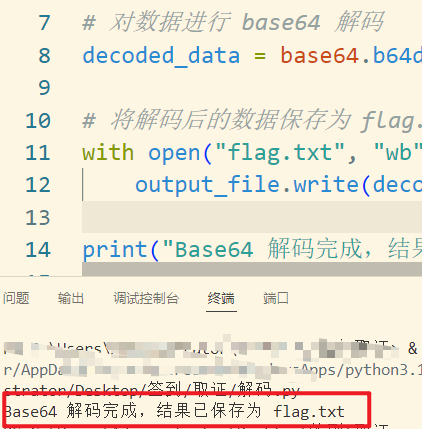 7 # 对数据进行 base64 解码
8 decoded_data = base64.b64d
9
10 # 将解码后的数据保存为 flag.
11 with open("flag.txt", "wb"
12 output_file.write(deco
13
14 print("Base64 解码完成，结果
问题 输出 调试控制台 终端 端口
\Users\ &
r/AppDa Apps/python3.1
strator/Desktop/签到/取证/解码.py
Base64 解码完成，结果已保存为 flag.txt